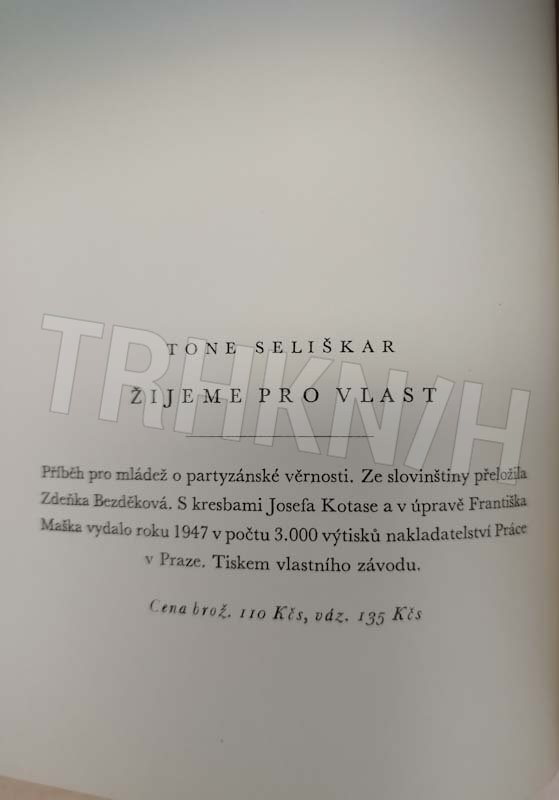 TONE SELIŠKAR
ŽIJEME PRO VLAST
Příběh pro mládež o partyzánské věrnosti. Ze slovinštiny přeložila
Zdeňka Bezděková. S kresbami Josefa Kotase a v úpravě Františka
Maška vydalo roku 1947 v počtu 3.000 výtisků nakladatelství Práce
v Praze. Tiskem vlastního závodu.
Cena brož. 110 Kčs, váz. 135 Kčs
TRHKNIH